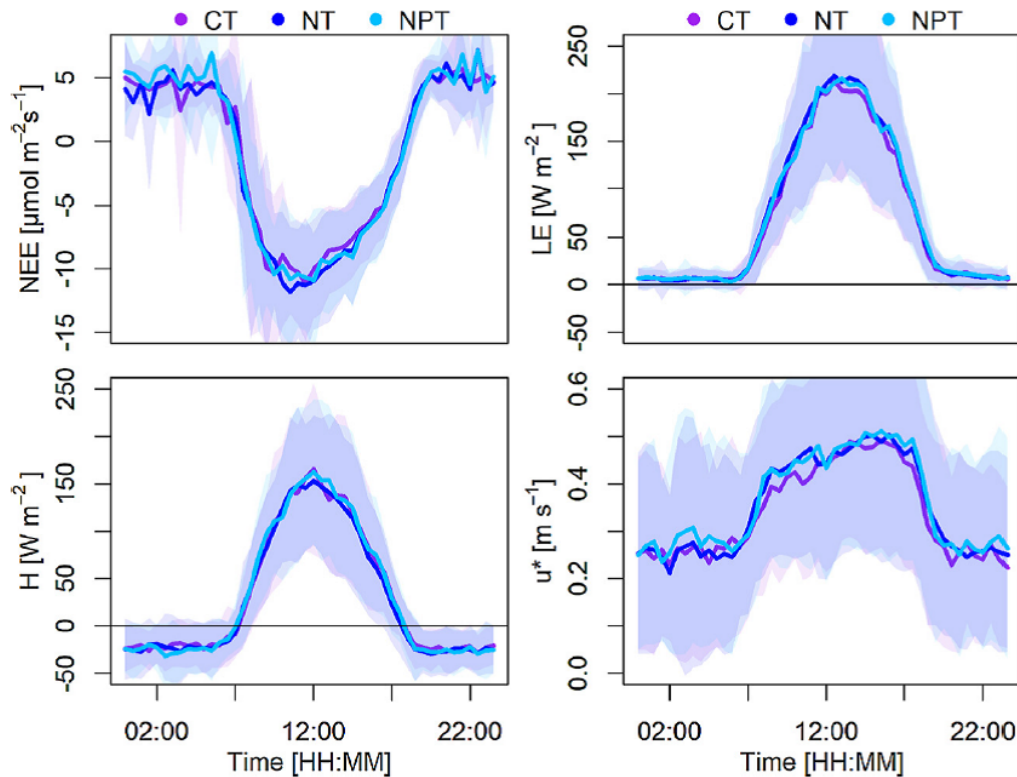 CT NT NPT
CT NT NPT
NEE [µmol m⁻²s⁻¹]
5
0
-5
-10
-15
LE [W m⁻²]
250
150
50
0
-50
H [W m⁻²]
250
150
50
0
-50
u* [m s⁻¹]
0.6
0.4
0.2
0.0
02:00 12:00 22:00
Time [HH:MM]
02:00 12:00 22:00
Time [HH:MM]